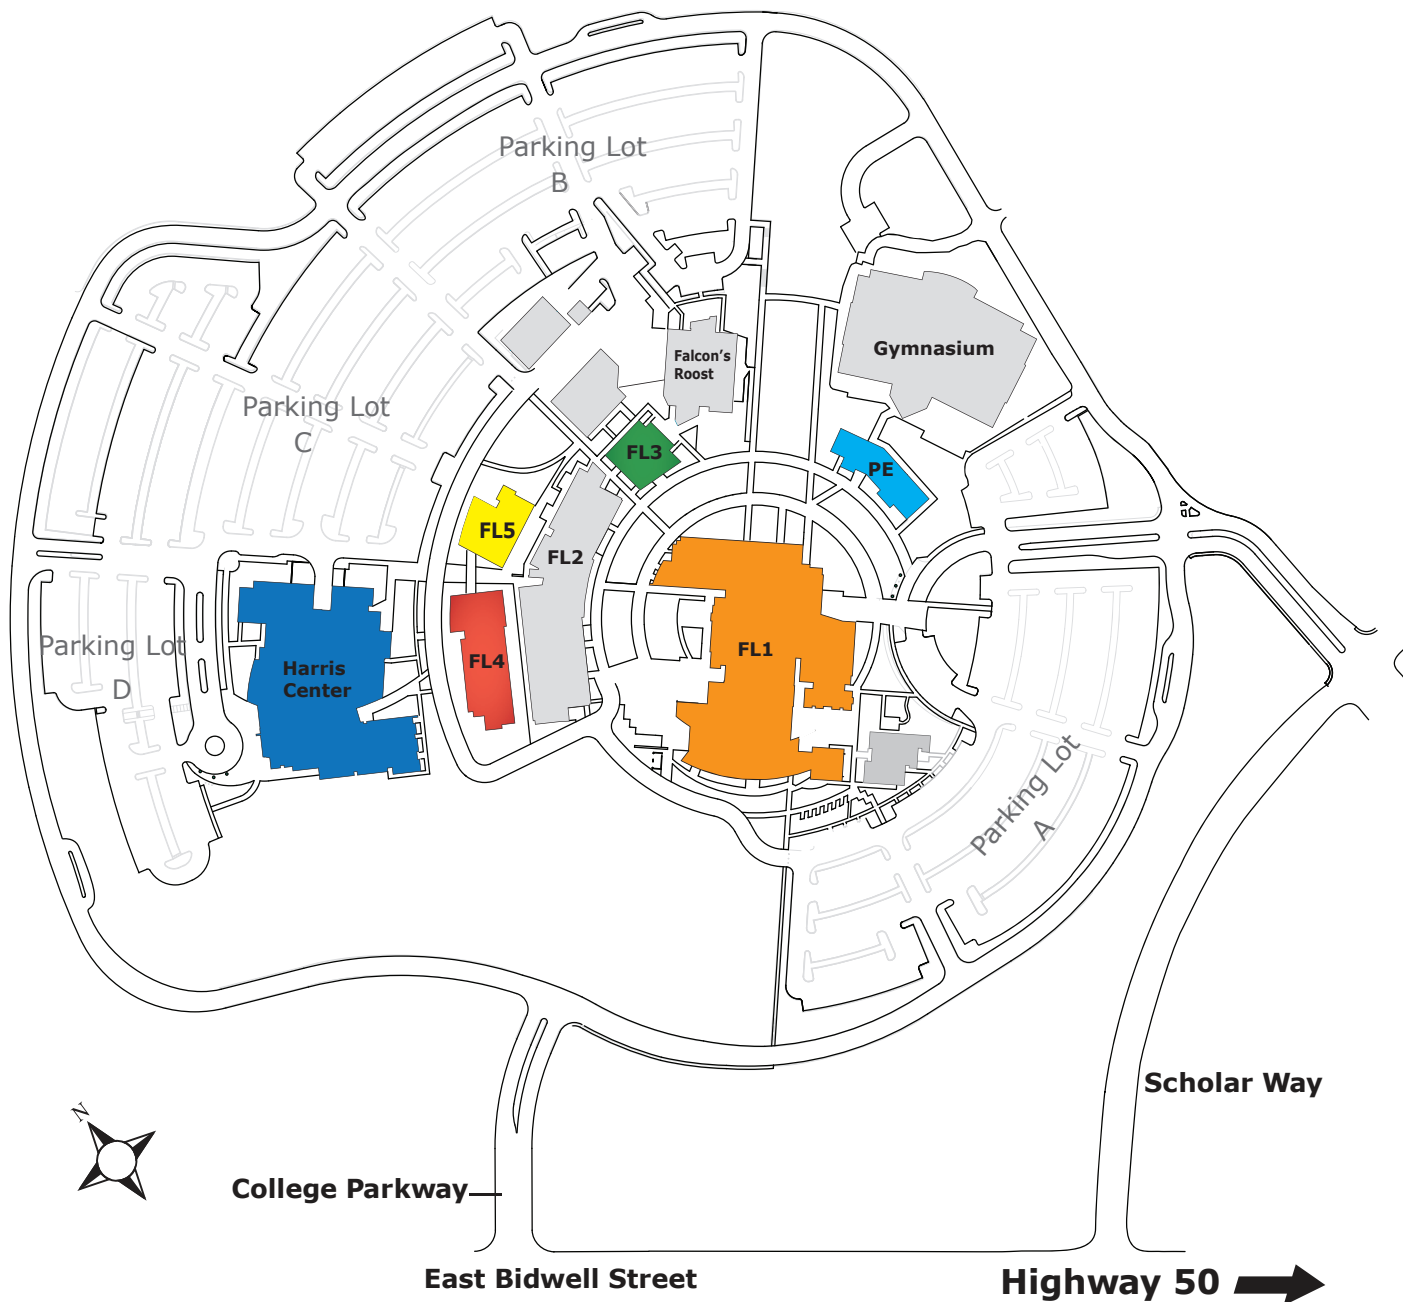 Parking Lot
B
Gymnasium
Falcon's
Roost
Parking Lot
C
FL3
PE
FL5
FL2
Parking Lot
D
Harris
Center
FL4
FL1
Parking Lot
A
Scholar Way
N
College Parkway
East Bidwell Street
Highway 50